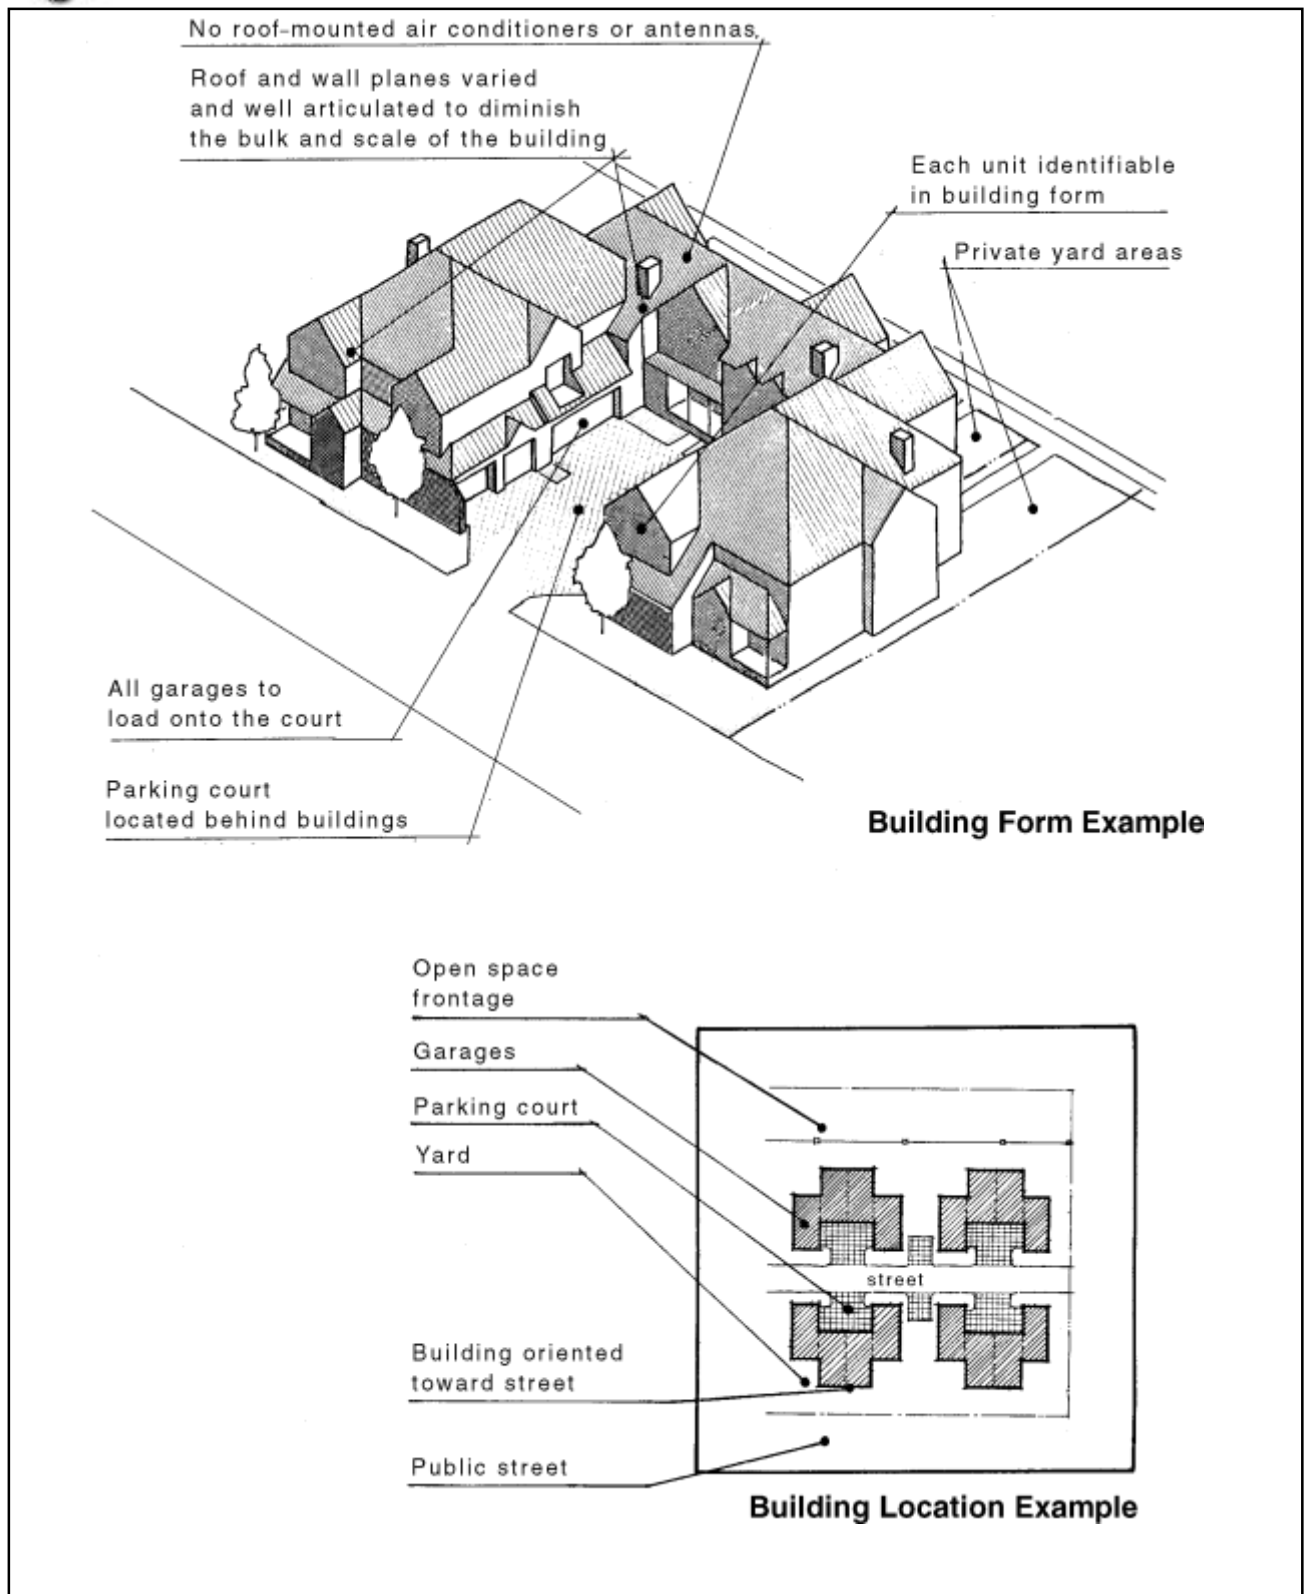 No roof-mounted air conditioners or antennas
Roof and wall planes varied
and well articulated to diminish
the bulk and scale of the building
Each unit identifiable
in building form
Private yard areas
All garages to
load onto the court
Parking court
located behind buildings
Building Form Example
Open space
frontage
Garages
Parking court
Yard
street
Building oriented
toward street
Public street
Building Location Example